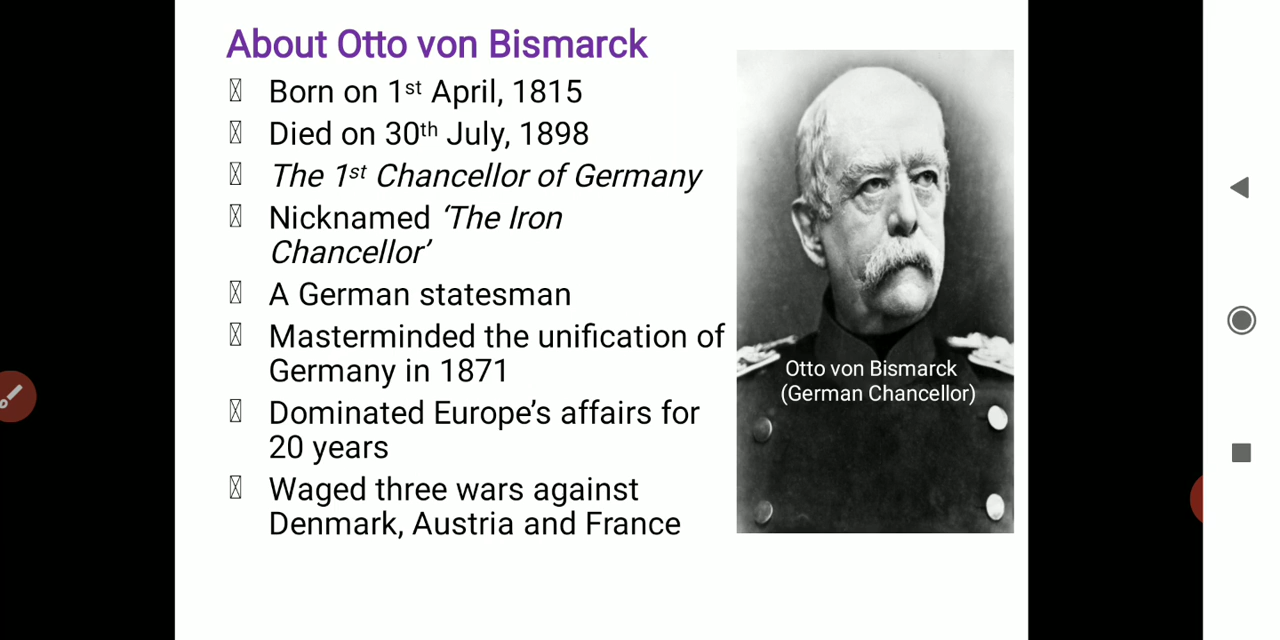 About Otto von Bismarck
Born on 1st April, 1815
Died on 30th July, 1898
The 1st Chancellor of Germany
Nicknamed ‘The Iron
Chancellor’
A German statesman
Masterminded the unification of
Germany in 1871
Dominated Europe’s affairs for
20 years
Waged three wars against
Denmark, Austria and France
Otto von Bismarck
(German Chancellor)